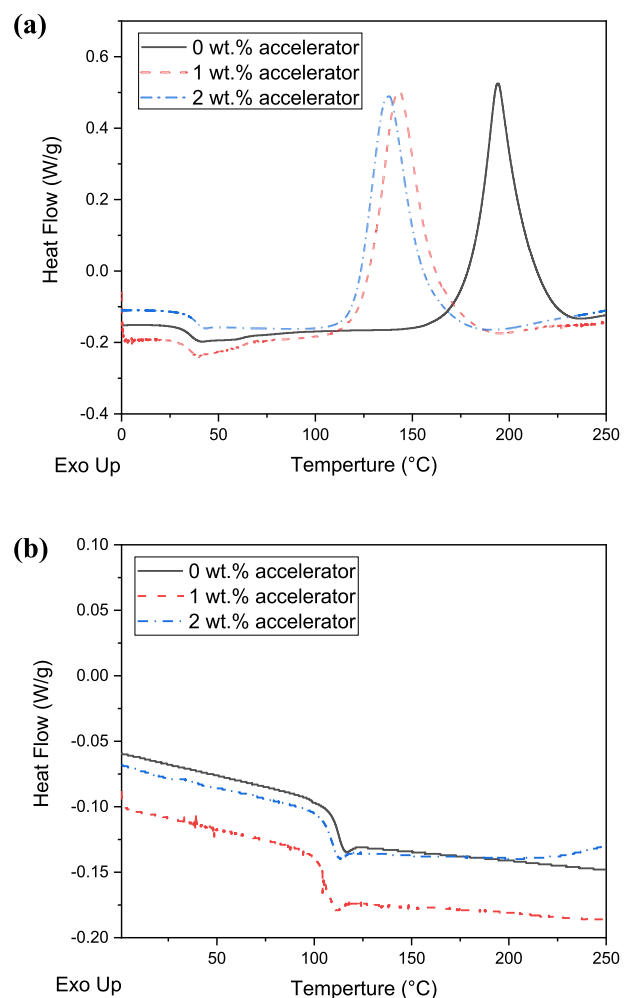 (a)
0.6
0.4
0.2
0.0
-0.2
-0.4
Heat Flow (W/g)
0 wt.% accelerator
1 wt.% accelerator
2 wt.% accelerator
0
50
100
150
200
250
Exo Up
Temperture (°C)
(b)
0.10
0.05
0.00
-0.05
-0.10
-0.15
-0.20
Heat Flow (W/g)
0 wt.% accelerator
1 wt.% accelerator
2 wt.% accelerator
0
50
100
150
200
250
Exo Up
Temperture (°C)